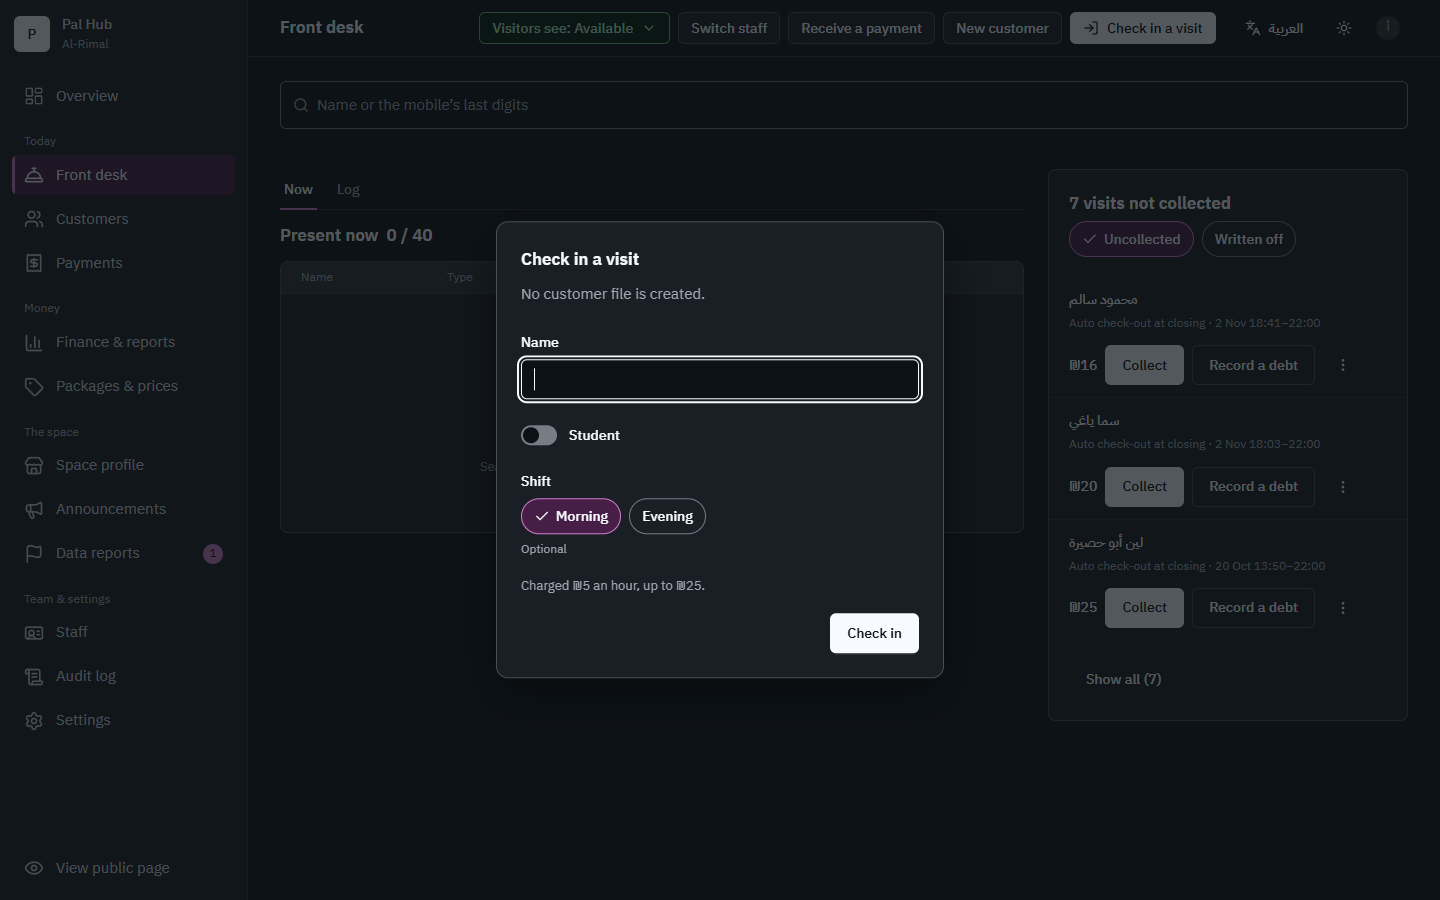 P
Pal Hub
Al-Rimal
Overview
Today
Front desk
Customers
Payments
Money
Finance & reports
Packages & prices
The space
Space profile
Announcements
Data reports
1
Team & settings
Staff
Audit log
Settings
View public page
Front desk
Visitors see: Available
Switch staff
Receive a payment
New customer
Check in a visit
العربية
Name or the mobile’s last digits
Now
Log
Present now 0 / 40
Name
Type
Check in a visit
No customer file is created.
Name
Student
Shift
Morning
Evening
Optional
Charged ₪5 an hour, up to ₪25.
Check in
7 visits not collected
Uncollected
Written off
محمود سالم
Auto check-out at closing · 2 Nov 18:41–22:00
₪16
Collect
Record a debt
سما ياغي
Auto check-out at closing · 2 Nov 18:03–22:00
₪20
Collect
Record a debt
لين أبو حصيرة
Auto check-out at closing · 20 Oct 13:50–22:00
₪25
Collect
Record a debt
Show all (7)